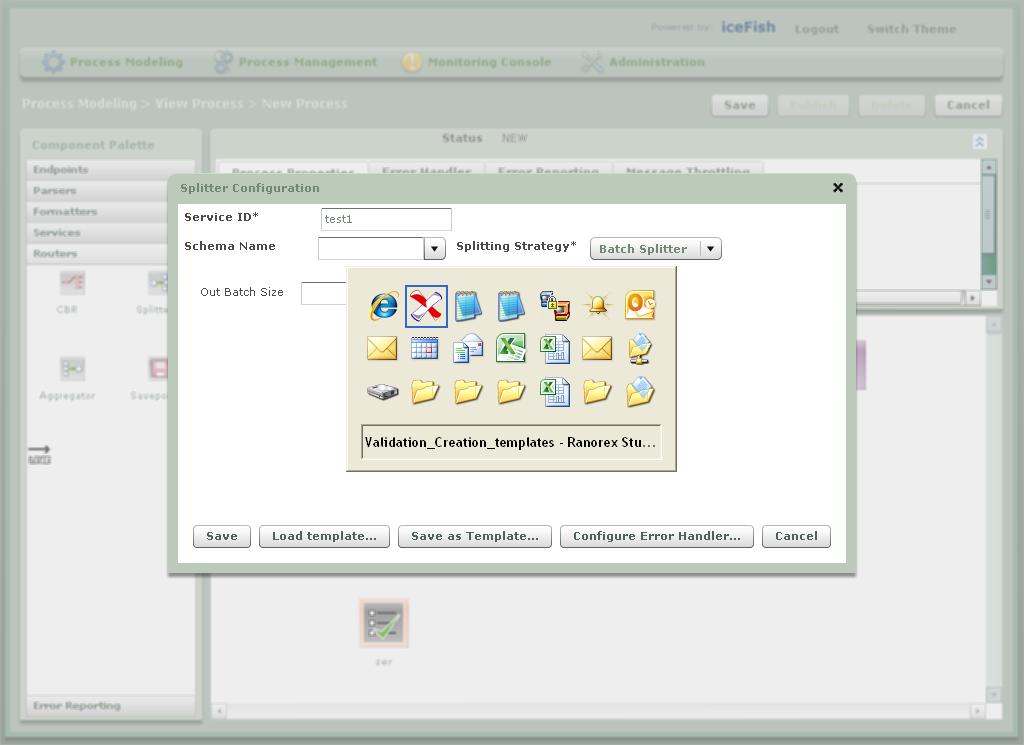 Powered by: iceFish Logout Switch Theme
Process Modeling Process Management Monitoring Console Administration
Process Modeling > View Process > New Process
Save Publish Delete Cancel
Component Palette
Status NEW
Endpoints
Process Properties Error Handler Error Reporting Message Throttling
Parsers
Formatters
Services
Routers
CBR
Splitte
Aggregator
Savepo
Error Reporting
Splitter Configuration
Service ID* test1
Schema Name
Splitting Strategy* Batch Splitter
Out Batch Size
Validation_Creation_templates - Ranorex Stu...
Save Load template... Save as Template... Configure Error Handler... Cancel